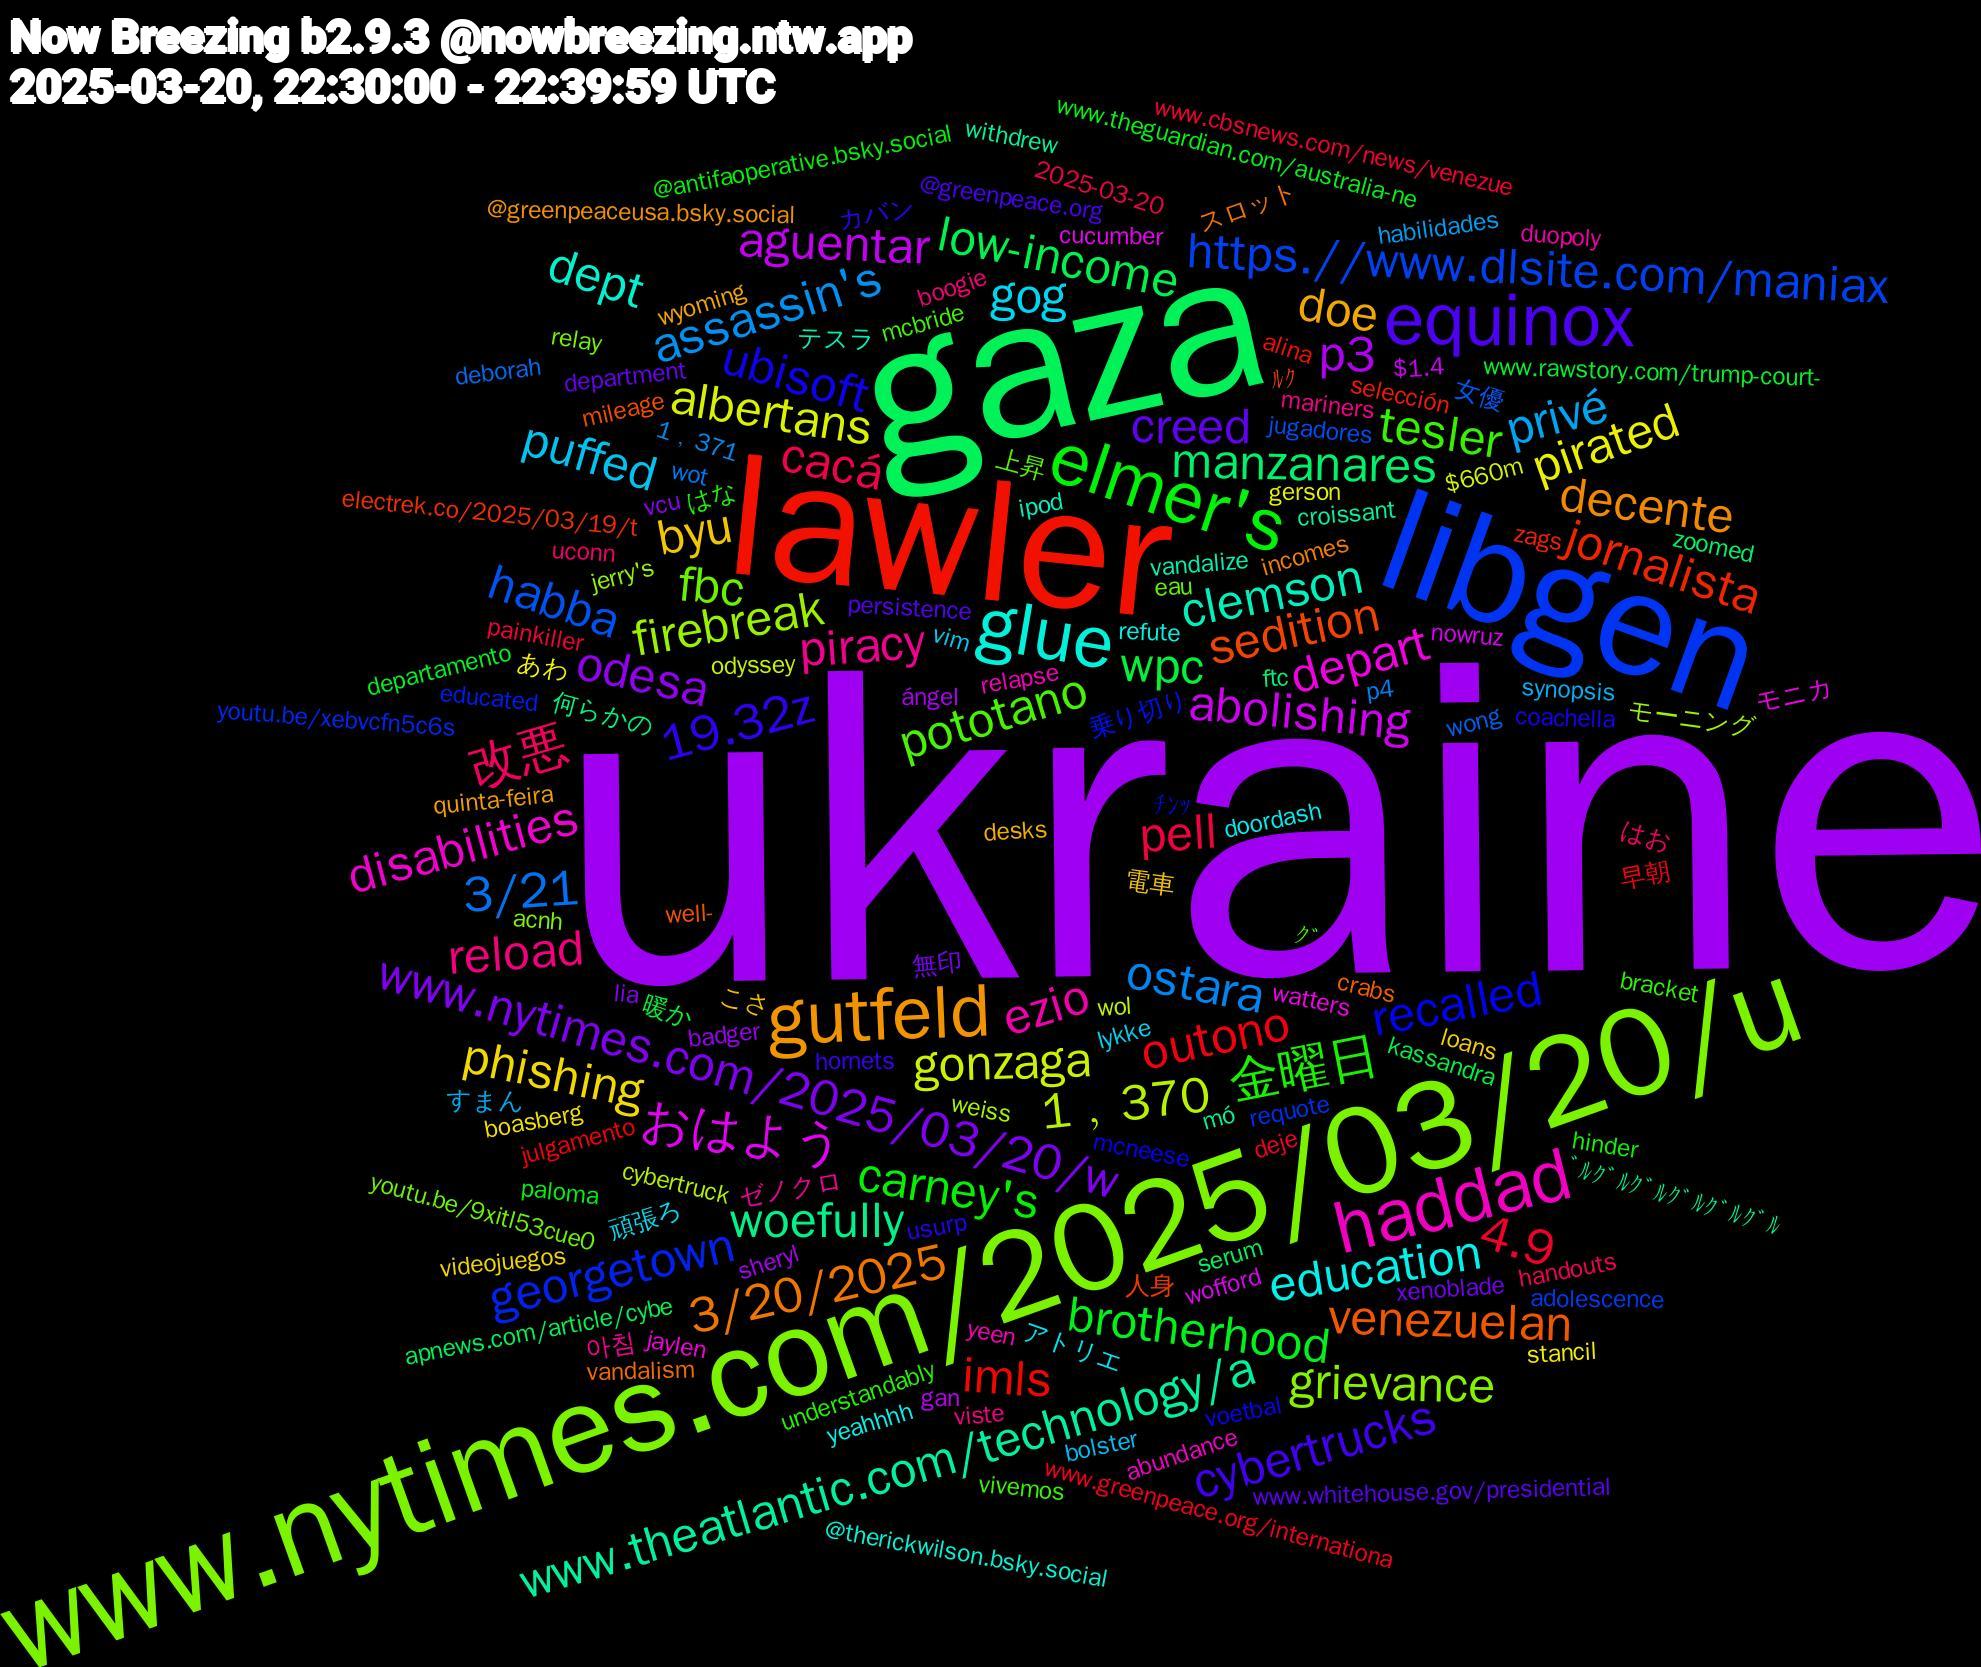 Now Breezing b2.9.3 @nowbreezing.ntw.app
2025-03-20, 22:30:00 - 22:39:59 UTC
www.theguardian.com/australia-ne
www.cbsnews.com/news/venezue
withdrew
@antifaoperative.bsky.social
2025-03-20
@greenpeace.org
@greenpeaceusa.bsky.social
カバン
スロット
habilidades
duopoly
cucumber
aguentar
low-income
https.//www.dlsite.com/maniax
dept
assassin's
gog
gaza
doe
equinox
boogie
wyoming
mcbride
テスラ
relay
p3
$1.4
alina
www.rawstory.com/trump-court-
deborah
department
ubisoft
ﾙｸ
selección
privé
creed
tesler
mariners
女優
mileage
albertans
jugadores
1，371
puffed
cacá
lawler
elmer's
manzanares
pirated
$660m
wot
上昇
gerson
vcu
はな
decente
ipod
croissant
electrek.co/2025/03/19/t
byu
libgen
zoomed
uconn
vandalize
incomes
zags
jornalista
jerry's
fbc
eau
habba
persistence
clemson
painkiller
vim
refute
glue
sedition
firebreak
piracy
nowruz
odyssey
あわ
departamento
odesa
wpc
depart
ftc
relapse
synopsis
p4
モニカ
educated
ángel
何らかの
abolishing
モーニング
youtu.be/xebvcfn5c6s
pototano
乗り切り
wong
coachella
19.32z
改悪
ukraine
ｸﾞ
無印
reload
bracket
well-
crabs
電車
quinta-feira
ﾁﾝｯ
desks
doordash
pell
はお
早朝
disabilities
3/21
acnh
www.nytimes.com/2025/03/20/w
lia
こさ
gutfeld
ezio
ostara
watters
recalled
badger
wol
lykke
outono
金曜日
loans
kassandra
すまん
hornets
phishing
gonzaga
boasberg
おはよう
weiss
1，370
mó
requote
julgamento
mcneese
deje
hinder
cybertruck
ゼノクロ
youtu.be/9xitl53cue0
paloma
carney's
haddad
ﾞﾙｸﾞﾙｸﾞﾙｸﾞﾙｸﾞﾙｸﾞﾙ
頑張ろ
woefully
usurp
4.9
videojuegos
georgetown
sheryl
serum
education
handouts
wofford
xenoblade
3/20/2025
人身
adolescence
apnews.com/article/cybe
아침
jaylen
yeen
アトリエ
brotherhood
venezuelan
stancil
vandalism
www.nytimes.com/2025/03/20/u
imls
grievance
understandably
gan
viste
yeahhhh
voetbal
abundance
bolster
cybertrucks
vivemos
www.greenpeace.org/internationa
www.whitehouse.gov/presidential
www.theatlantic.com/technology/a
@therickwilson.bsky.social